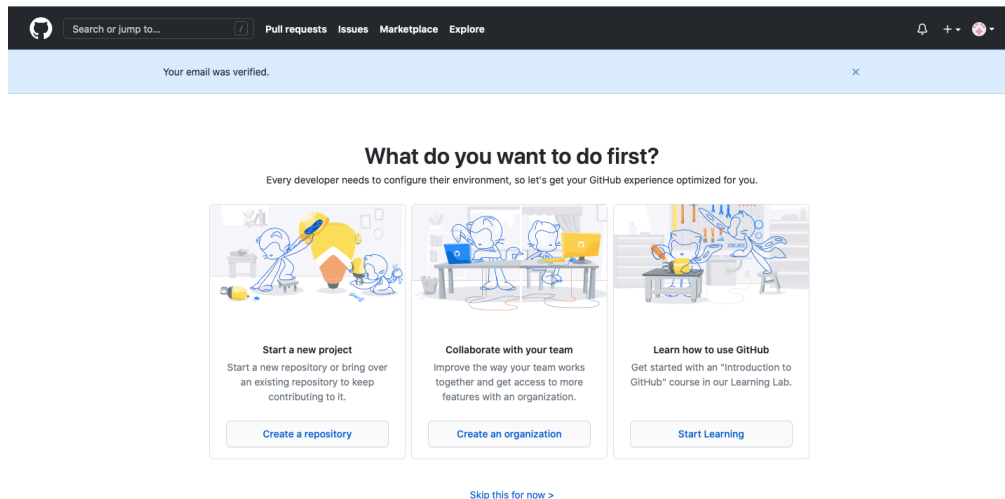 Search or jump to... /
Pull requests Issues Marketplace Explore
Your email was verified.
What do you want to do first?
Every developer needs to configure their environment, so let's get your GitHub experience optimized for you.
Start a new project
Start a new repository or bring over
an existing repository to keep
contributing to it.
Create a repository
Collaborate with your team
Improve the way your team works
together and get access to more
features with an organization.
Create an organization
Learn how to use GitHub
Get started with an "Introduction to
GitHub" course in our Learning Lab.
Start Learning
Skip this for now >